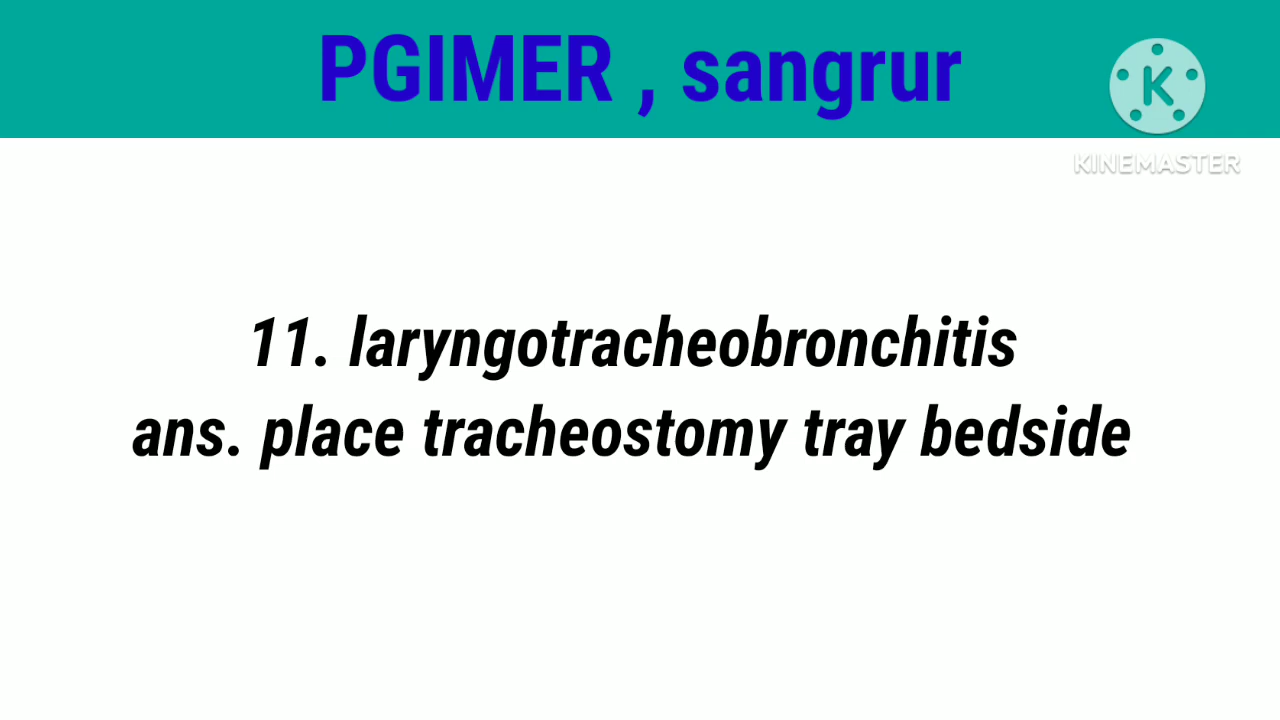 PGIMER , sangrur
K
KINEMASTER
11. laryngotracheobronchitis
ans. place tracheostomy tray bedside